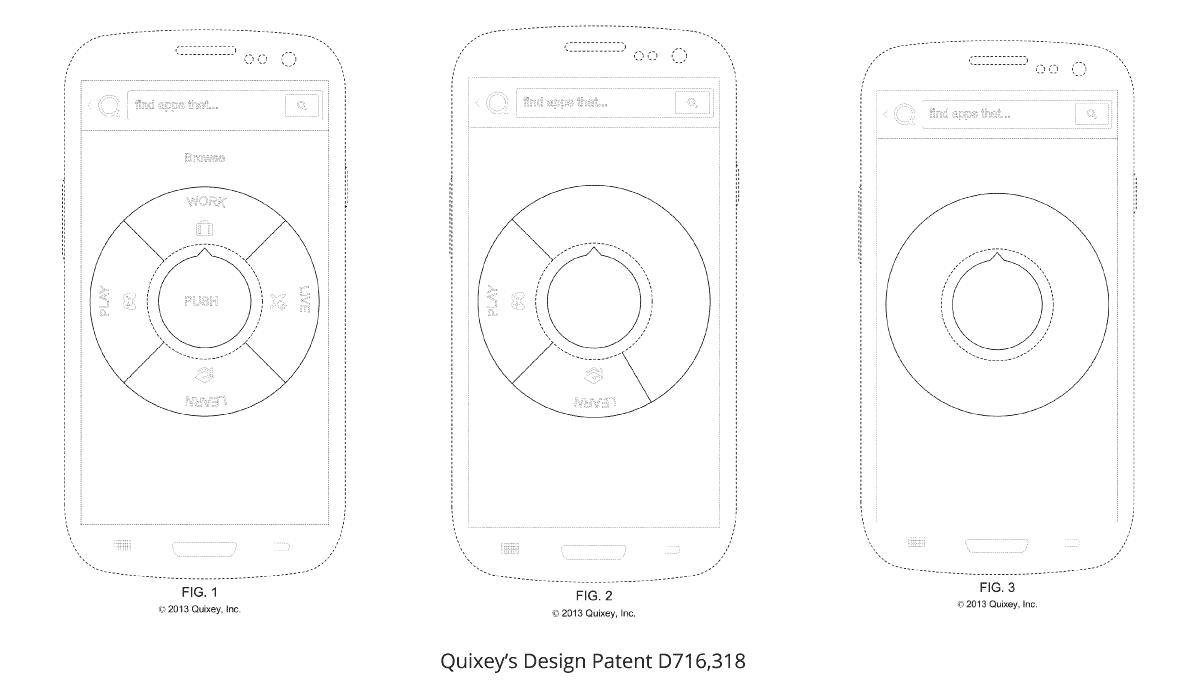 find apps that...
Browse
WORK
PLAY
PUSH
LIVE
LEARN
FIG. 1
© 2013 Quixey, Inc.
find apps that...
PLAY
LEARN
FIG. 2
© 2013 Quixey, Inc.
find apps that...
FIG. 3
© 2013 Quixey, Inc.
Quixey's Design Patent D716,318